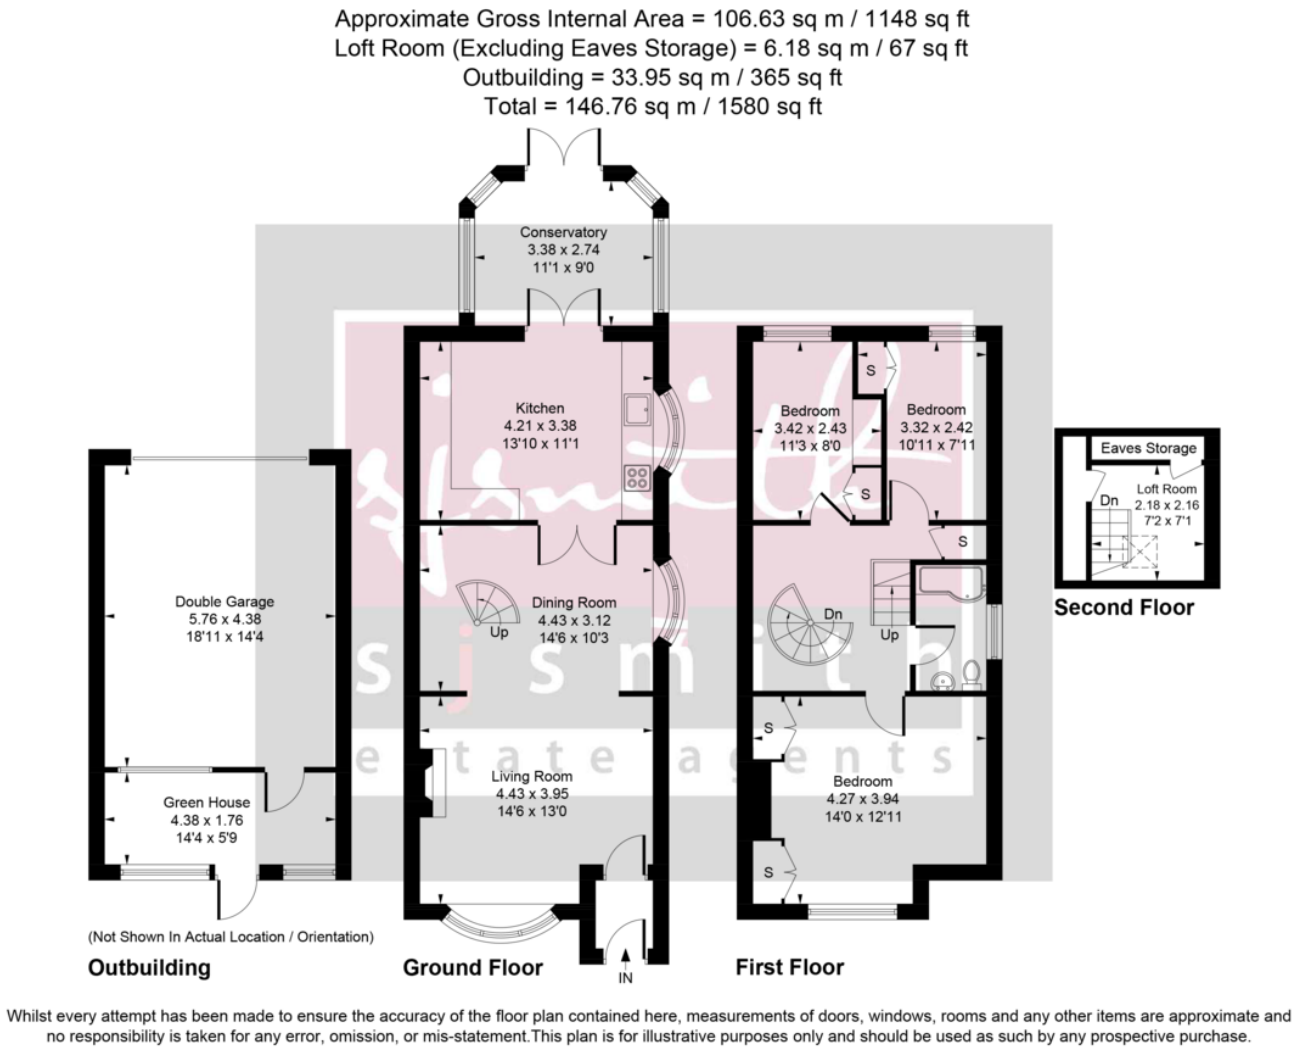 Approximate Gross Internal Area = 106.63 sq m / 1148 sq ft
Loft Room (Excluding Eaves Storage) = 6.18 sq m / 67 sq ft
Outbuilding = 33.95 sq m / 365 sq ft
Total = 146.76 sq m / 1580 sq ft
Conservatory
3.38 x 2.74
11'1 x 9'0
Kitchen
4.21 x 3.38
13'10 x 11'1
Dining Room
4.43 x 3.12
14'6 x 10'3
Up
Living Room
4.43 x 3.95
14'6 x 13'0
IN
Ground Floor
Double Garage
5.76 x 4.38
18'11 x 14'4
Green House
4.38 x 1.76
14'4 x 5'9
(Not Shown In Actual Location / Orientation)
Outbuilding
Bedroom
3.42 x 2.43
11'3 x 8'0
S
S
Bedroom
3.32 x 2.42
10'11 x 7'11
S
Dn
Up
S
Bedroom
4.27 x 3.94
14'0 x 12'11
S
First Floor
Eaves Storage
Loft Room
2.18 x 2.16
7'2 x 7'1
Dn
Second Floor
sjsmith
sjsmith
estate agents
Whilst every attempt has been made to ensure the accuracy of the floor plan contained here, measurements of doors, windows, rooms and any other items are approximate and
no responsibility is taken for any error, omission, or mis-statement.This plan is for illustrative purposes only and should be used as such by any prospective purchase.